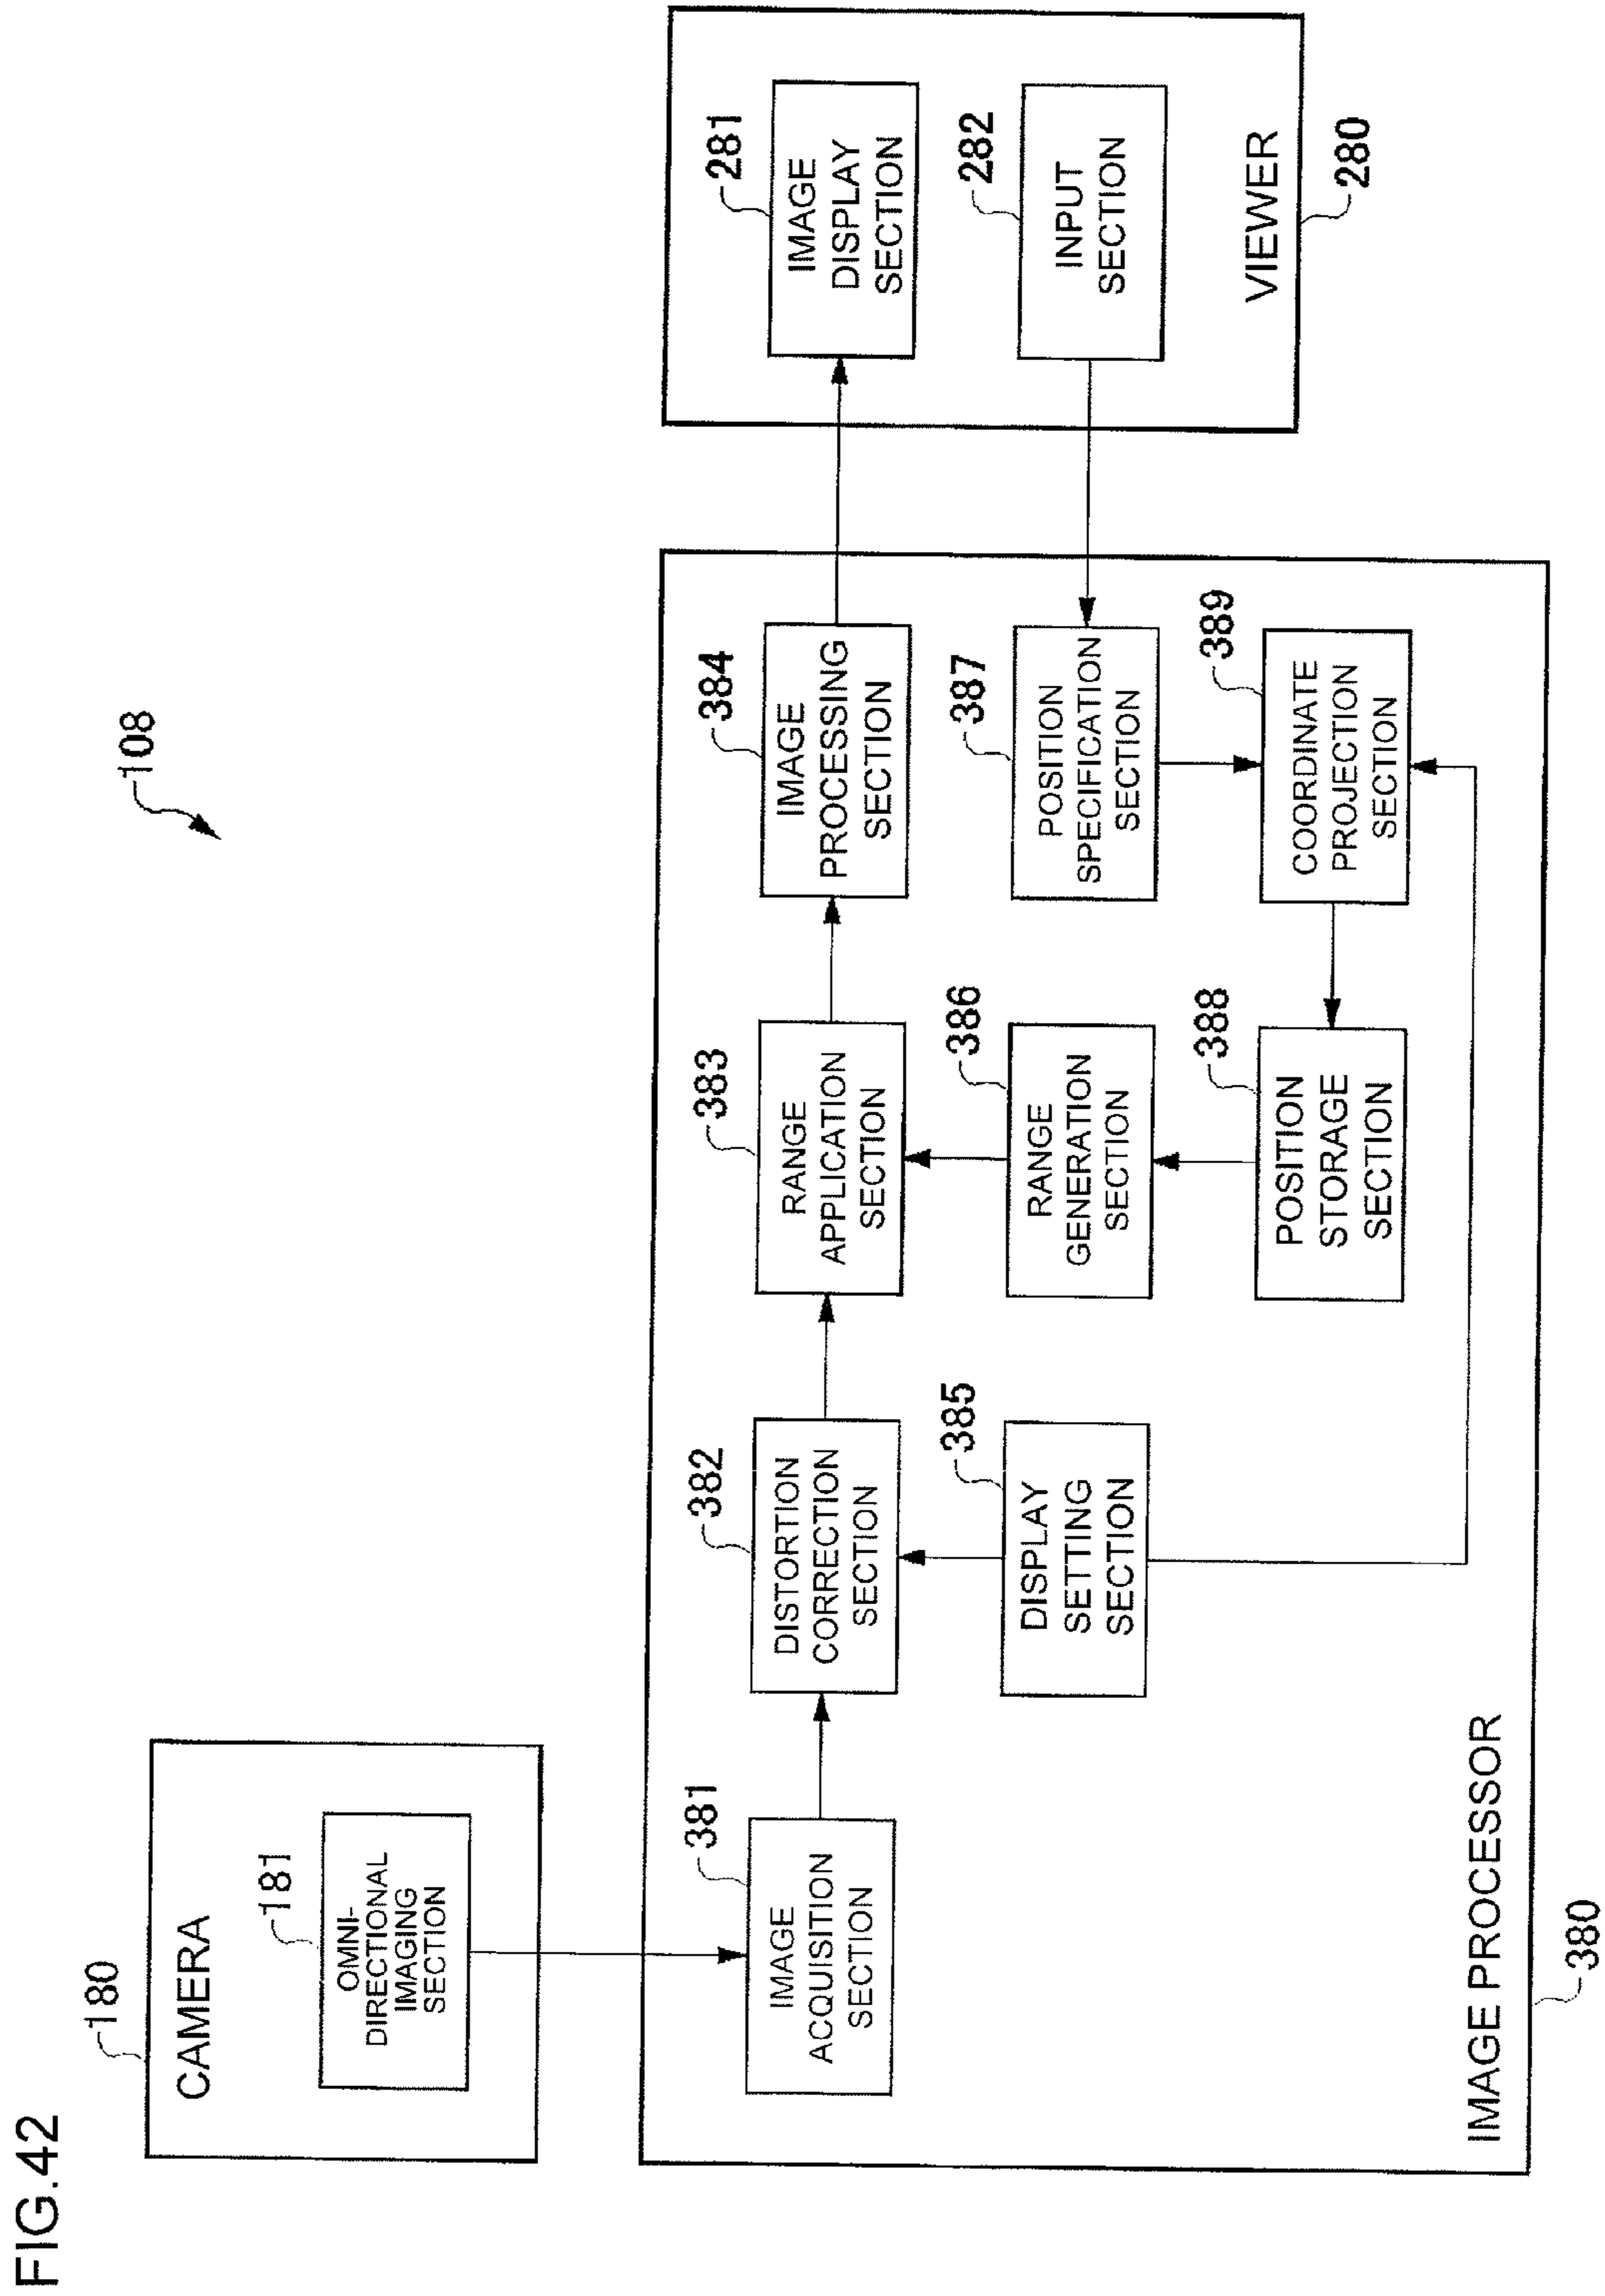 FIG.42
108
180
CAMERA
181
OMNI-
DIRECTIONAL
IMAGING
SECTION
381
IMAGE
ACQUISITION
SECTION
382
DISTORTION
CORRECTION
SECTION
383
RANGE
APPLICATION
SECTION
384
IMAGE
PROCESSING
SECTION
281
IMAGE
DISPLAY
SECTION
385
DISPLAY
SETTING
SECTION
386
RANGE
GENERATION
SECTION
387
POSITION
SPECIFICATION
SECTION
282
INPUT
SECTION
388
POSITION
STORAGE
SECTION
389
COORDINATE
PROJECTION
SECTION
VIEWER
280
IMAGE PROCESSOR
380